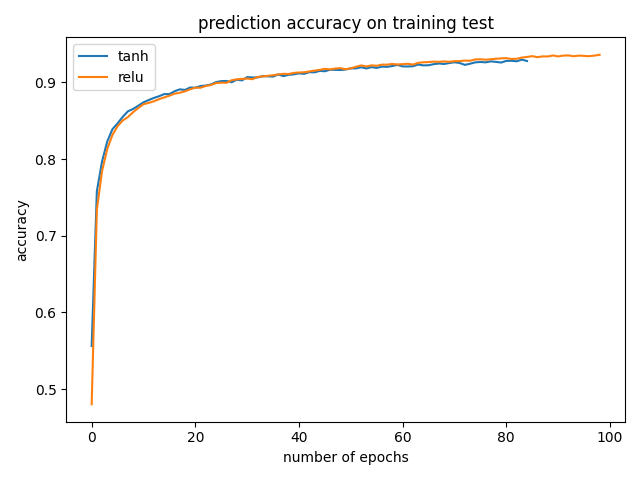 prediction accuracy on training test
tanh
relu
accuracy
0.9
0.8
0.7
0.6
0.5
0 20 40 60 80 100
number of epochs